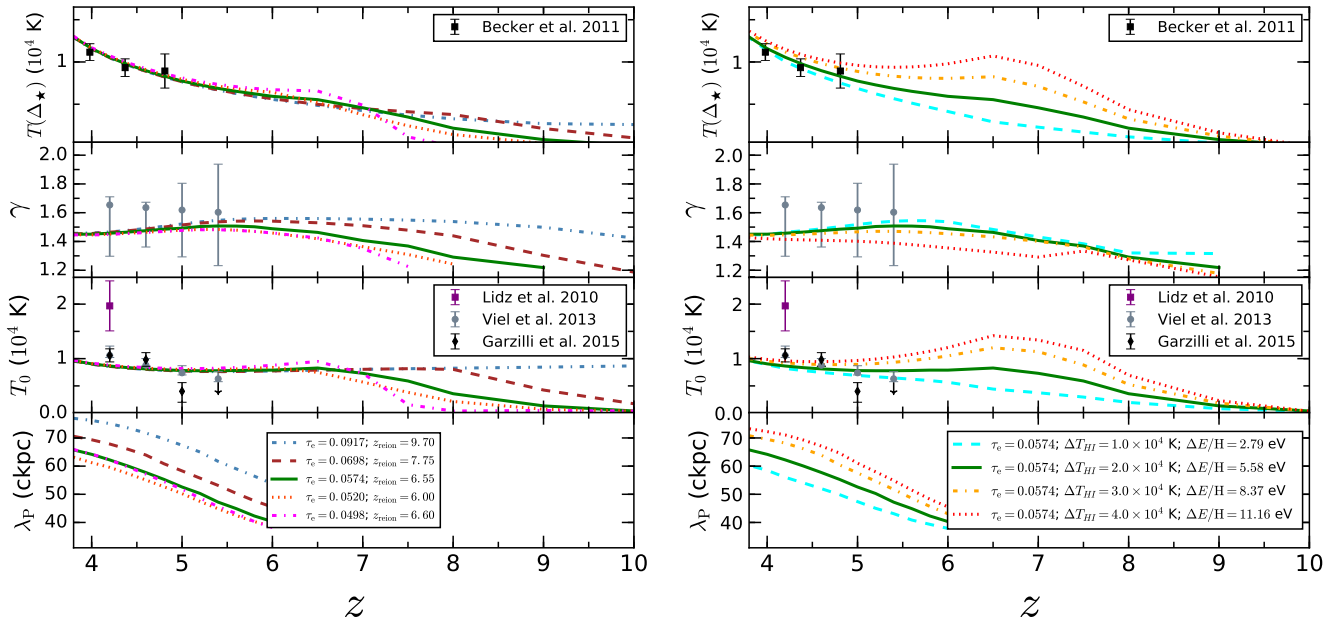 T(Δ★) (10⁴ K)
1
Becker et al. 2011
γ
2.0
1.8
1.6
1.4
1.2
T₀ (10⁴ K)
2
1
0.0
Lidz et al. 2010
Viel et al. 2013
Garzilli et al. 2015
λP (ckpc)
70
60
50
40
τe = 0.0917; zreion = 9.70
τe = 0.0698; zreion = 7.75
τe = 0.0574; zreion = 6.55
τe = 0.0520; zreion = 6.00
τe = 0.0498; zreion = 6.60
4 5 6 7 8 9 10
z
T(Δ★) (10⁴ K)
1
Becker et al. 2011
γ
2.0
1.8
1.6
1.4
1.2
T₀ (10⁴ K)
2
1
0.0
Lidz et al. 2010
Viel et al. 2013
Garzilli et al. 2015
λP (ckpc)
70
60
50
40
τe = 0.0574; ΔTHI = 1.0 × 10⁴ K; ΔE/H = 2.79 eV
τe = 0.0574; ΔTHI = 2.0 × 10⁴ K; ΔE/H = 5.58 eV
τe = 0.0574; ΔTHI = 3.0 × 10⁴ K; ΔE/H = 8.37 eV
τe = 0.0574; ΔTHI = 4.0 × 10⁴ K; ΔE/H = 11.16 eV
4 5 6 7 8 9 10
z